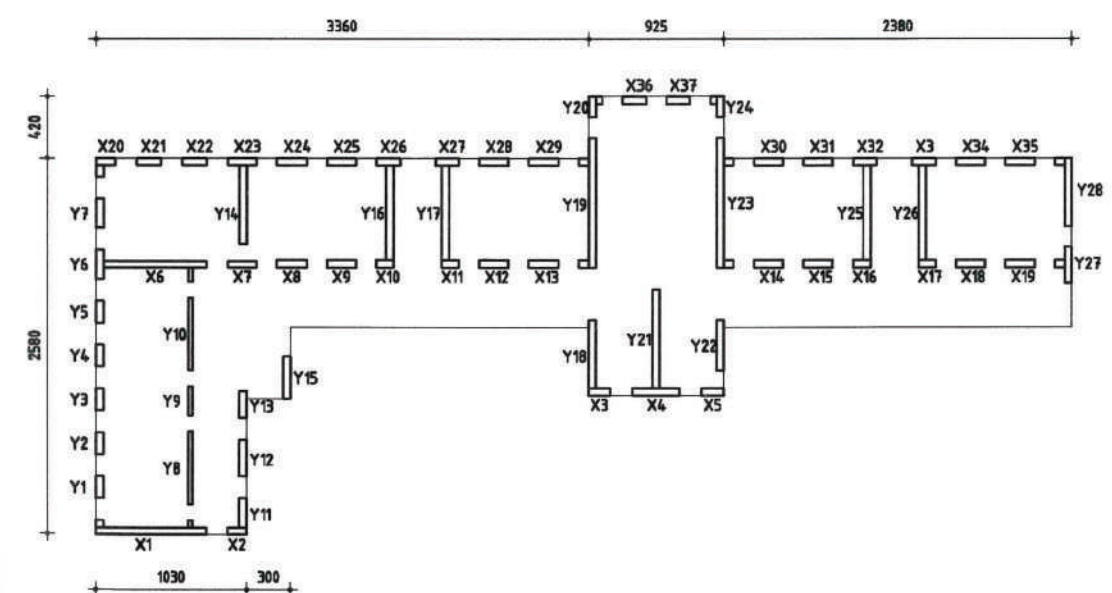 3360 925 2380
X36 X37
Y20 Y24
420
X20 X21 X22 X23 X24 X25 X26 X27 X28 X29 X30 X31 X32 X3 X34 X35
Y28
Y7 Y14 Y16 Y17 Y19 Y23 Y25 Y26
Y6 X6 X7 X8 X9 X10 X11 X12 X13 X14 X15 X16 X17 X18 X19 Y27
Y5
Y10 Y21
2580
Y4 Y18 Y22
Y15
Y3 Y9 Y13 X3 X4 X5
Y2 Y12
Y8
Y1
Y11
X1 X2
1030 300